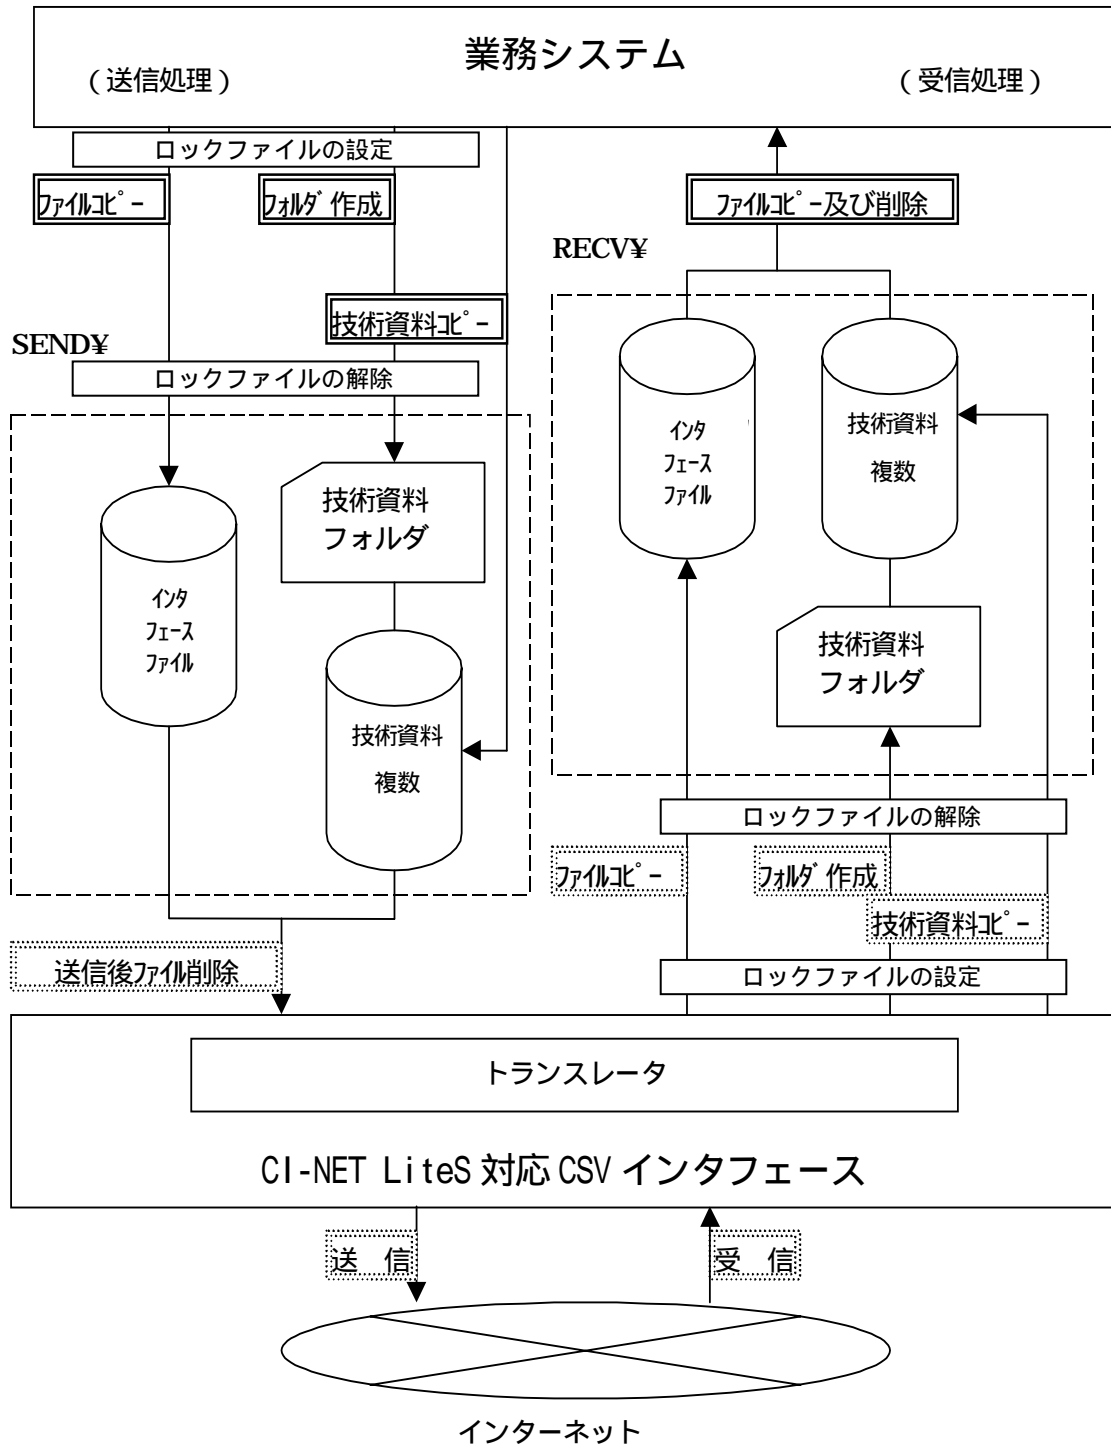 業務システム
（送信処理）
（受信処理）
ロックファイルの設定
ﾌｧｲﾙｺﾋﾟｰ
ﾌｫﾙﾀﾞ作成
ﾌｧｲﾙｺﾋﾟｰ及び削除
RECV¥
技術資料ｺﾋﾟｰ
SEND¥
ロックファイルの解除
ｲﾝﾀ
ﾌｪｰｽ
ﾌｧｲﾙ
技術資料
複数
技術資料
フォルダ
ｲﾝﾀ
ﾌｪｰｽ
ﾌｧｲﾙ
技術資料
フォルダ
技術資料
複数
ロックファイルの解除
ﾌｧｲﾙｺﾋﾟｰ
ﾌｫﾙﾀﾞ作成
技術資料ｺﾋﾟｰ
送信後ﾌｧｲﾙ削除
ロックファイルの設定
トランスレータ
CI-NET LiteS 対応 CSV インタフェース
送　信
受　信
インターネット